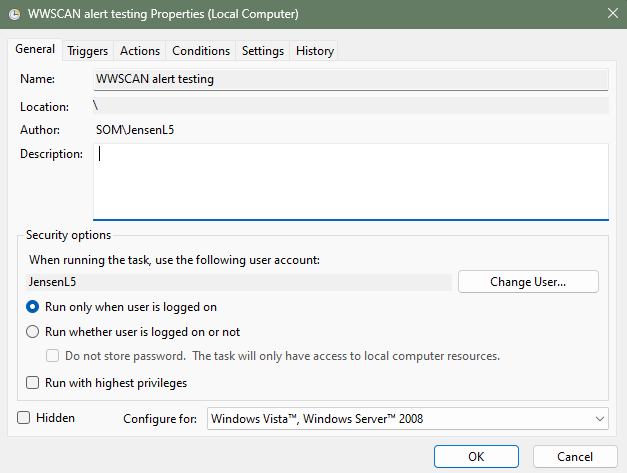 WWSCAN alert testing Properties (Local Computer)
General Triggers Actions Conditions Settings History
Name: WWSCAN alert testing
Location: \
Author: SOM\JensenL5
Description:
Security options
When running the task, use the following user account:
JensenL5 Change User...
Run only when user is logged on
Run whether user is logged on or not
Do not store password. The task will only have access to local computer resources.
Run with highest privileges
Hidden Configure for: Windows Vista™, Windows Server™ 2008
OK Cancel